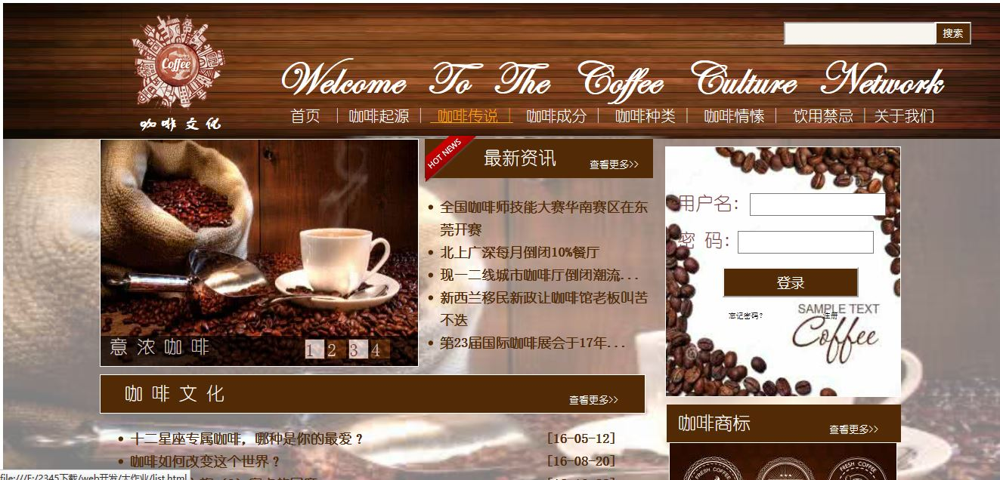 Coffee
咖啡文化
搜索
Welcome To The Coffee Culture Network
首页 | 咖啡起源 | 咖啡传说 | 咖啡成分 | 咖啡种类 | 咖啡情愫 | 饮用禁忌 | 关于我们
意浓咖啡
1 2 3 4
HOT NEWS
最新资讯 查看更多>>
全国咖啡师技能大赛华南赛区在东
莞开赛
北上广深每月倒闭10%餐厅
现一二线城市咖啡厅倒闭潮流...
新西兰移民新政让咖啡馆老板叫苦
不迭
第23届国际咖啡展会于17年...
用户名:
密 码:
登录
忘记密码? 注册
SAMPLE TEXT
Coffee
咖啡文化 查看更多>>
十二星座专属咖啡，哪种是你的最爱？ [16-05-12]
咖啡如何改变这个世界？ [16-08-20]
咖啡商标 查看更多>>
FRESH COFFEE
FRESH COFFEE
file:///F:/2345下载/web开发/大作业/list.html